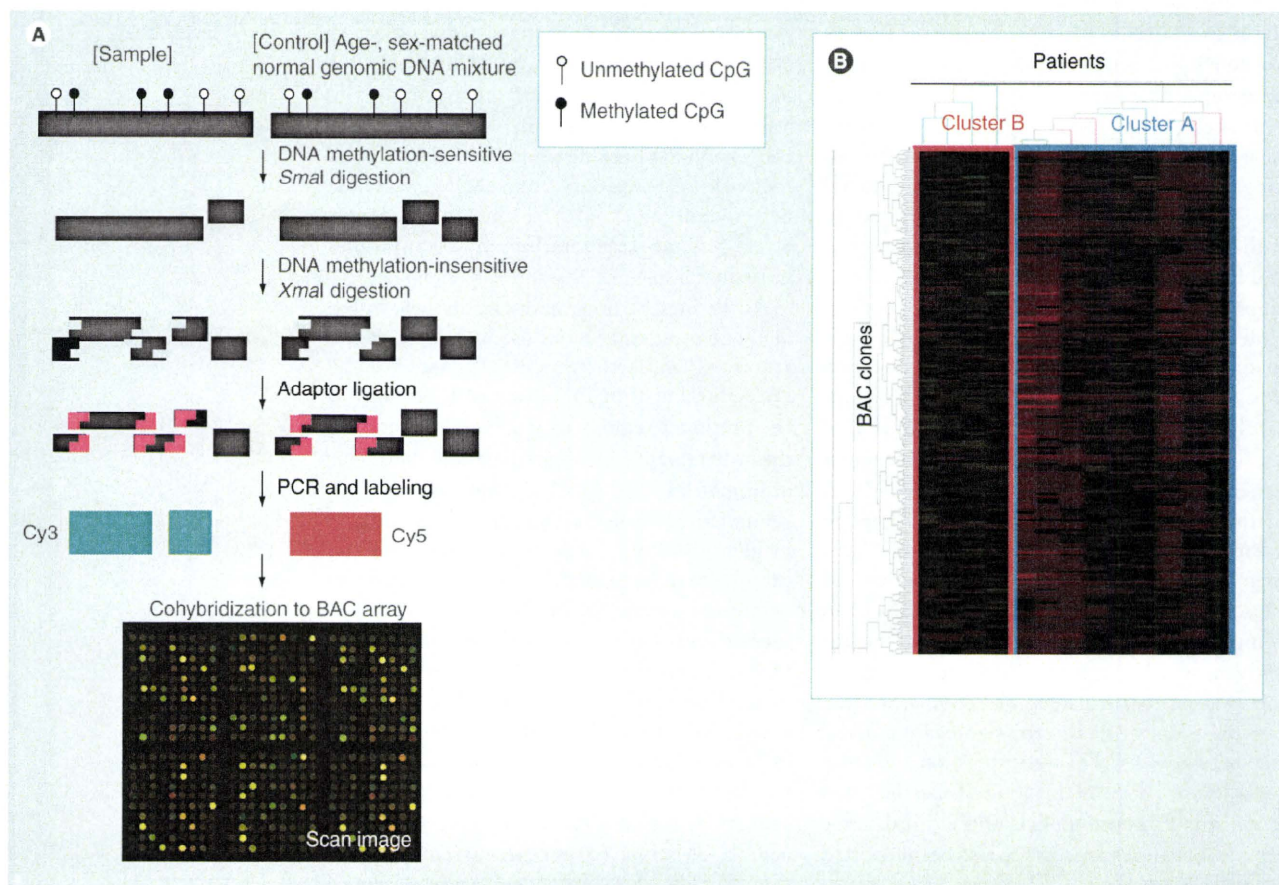 A
[Sample]
[Control] Age-, sex-matched
normal genomic DNA mixture
Unmethylated CpG
Methylated CpG
DNA methylation-sensitive
SmaI digestion
DNA methylation-insensitive
XmaI digestion
Adaptor ligation
PCR and labeling
Cy3
Cy5
Cohybridization to BAC array
Scan image
B
Patients
Cluster B
Cluster A
BAC clones